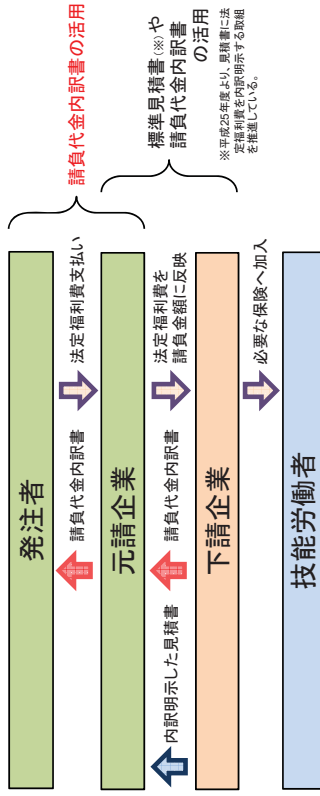 発注者
請負代金内訳書
法定福利費支払い
請負代金内訳書の活用
元請企業
内訳明示した見積書
請負代金内訳書
法定福利費を
請負金額に反映
標準見積書(※)や
請負代金内訳書
の活用
※平成25年度より、見積書に法
定福利費を内訳明示する取組
を推進している。
下請企業
必要な保険へ加入
技能労働者